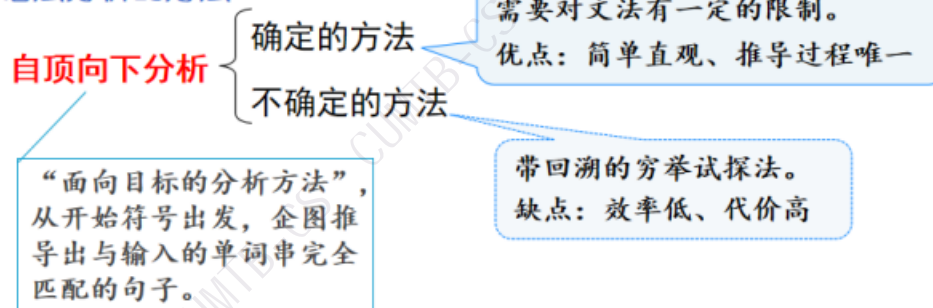 需要对文法有一定的限制。
确定的方法
优点：简单直观、推导过程唯一
自顶向下分析
不确定的方法
带回溯的穷举试探法。
缺点：效率低、代价高
“面向目标的分析方法”，
从开始符号出发，企图推
导出与输入的单词串完全
匹配的句子。
CUMTB-CS